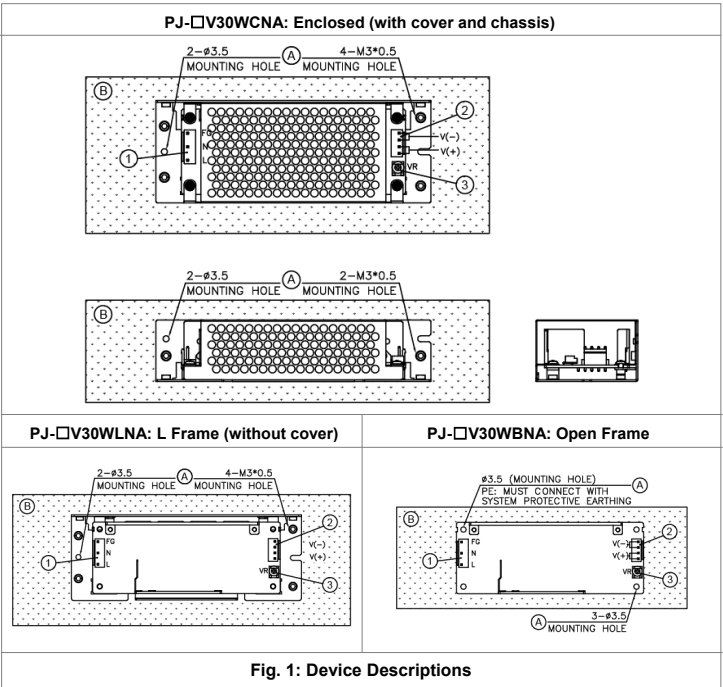 PJ-□V30WCNA: Enclosed (with cover and chassis)
2-ø3.5 MOUNTING HOLE
A
4-M3*0.5 MOUNTING HOLE
B
FG
N
L
1
2
V(-)
V(+)
VR
3
2-ø3.5 MOUNTING HOLE
A
2-M3*0.5 MOUNTING HOLE
B
PJ-□V30WLNA: L Frame (without cover)
2-ø3.5 MOUNTING HOLE
A
4-M3*0.5 MOUNTING HOLE
B
FG
N
L
1
2
V(-)
V(+)
VR
3
PJ-□V30WBNA: Open Frame
ø3.5 (MOUNTING HOLE)
PE: MUST CONNECT WITH
SYSTEM PROTECTIVE EARTHING
A
B
FG
N
L
1
2
V(-)
V(+)
VR
3
A
3-ø3.5
MOUNTING HOLE
Fig. 1: Device Descriptions